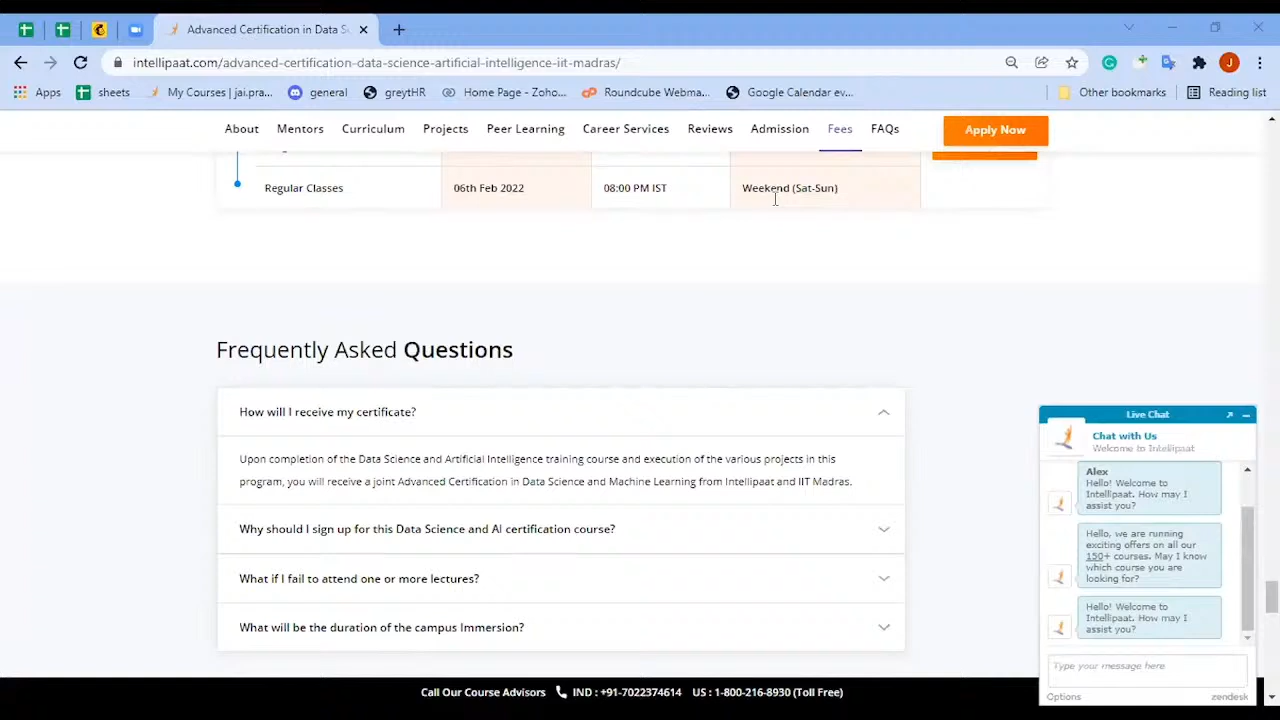 Advanced Certification in Data Sc
intellipaat.com/advanced-certification-data-science-artificial-intelligence-iit-madras/
J
Apps
sheets
My Courses | jai.pra...
general
greytHR
Home Page - Zoho...
Roundcube Webma...
Google Calendar ev...
Other bookmarks
Reading list
About
Mentors
Curriculum
Projects
Peer Learning
Career Services
Reviews
Admission
Fees
FAQs
Apply Now
Regular Classes
06th Feb 2022
08:00 PM IST
Weekend (Sat-Sun)
Frequently Asked Questions
How will I receive my certificate?
Upon completion of the Data Science and Artificial Intelligence training course and execution of the various projects in this
program, you will receive a joint Advanced Certification in Data Science and Machine Learning from Intellipaat and IIT Madras.
Why should I sign up for this Data Science and AI certification course?
What if I fail to attend one or more lectures?
What will be the duration of the campus immersion?
Live Chat
Chat with Us
Welcome to Intellipaat
Alex
Hello! Welcome to
Intellipaat. How may I
assist you?
Hello, we are running
exciting offers on all our
150+ courses. May I know
which course you are
looking for?
Hello! Welcome to
Intellipaat. How may I
assist you?
Type your message here
Options
zendesk
Call Our Course Advisors
IND : +91-7022374614
US : 1-800-216-8930 (Toll Free)